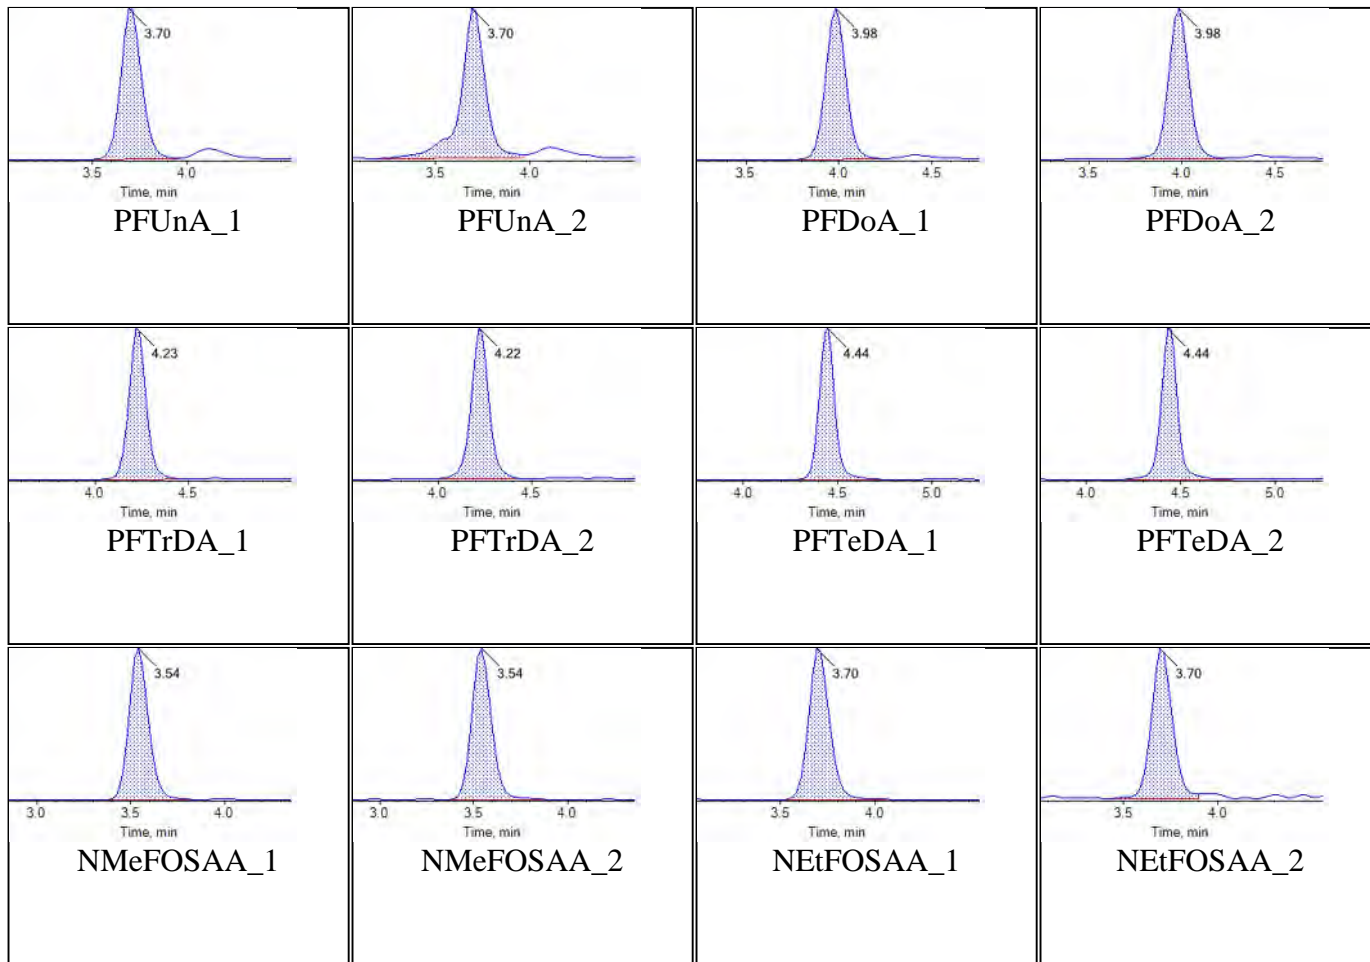 3.70
3.5 4.0
Time, min
PFUnA_1
3.70
3.5 4.0
Time, min
PFUnA_2
3.98
3.5 4.0 4.5
Time, min
PFDoA_1
3.98
3.5 4.0 4.5
Time, min
PFDoA_2
4.23
4.0 4.5
Time, min
PFTrDA_1
4.22
4.0 4.5
Time, min
PFTrDA_2
4.44
4.0 4.5 5.0
Time, min
PFTeDA_1
4.44
4.0 4.5 5.0
Time, min
PFTeDA_2
3.54
3.0 3.5 4.0
Time, min
NMeFOSAA_1
3.54
3.0 3.5 4.0
Time, min
NMeFOSAA_2
3.70
3.5 4.0
Time, min
NEtFOSAA_1
3.70
3.5 4.0
Time, min
NEtFOSAA_2